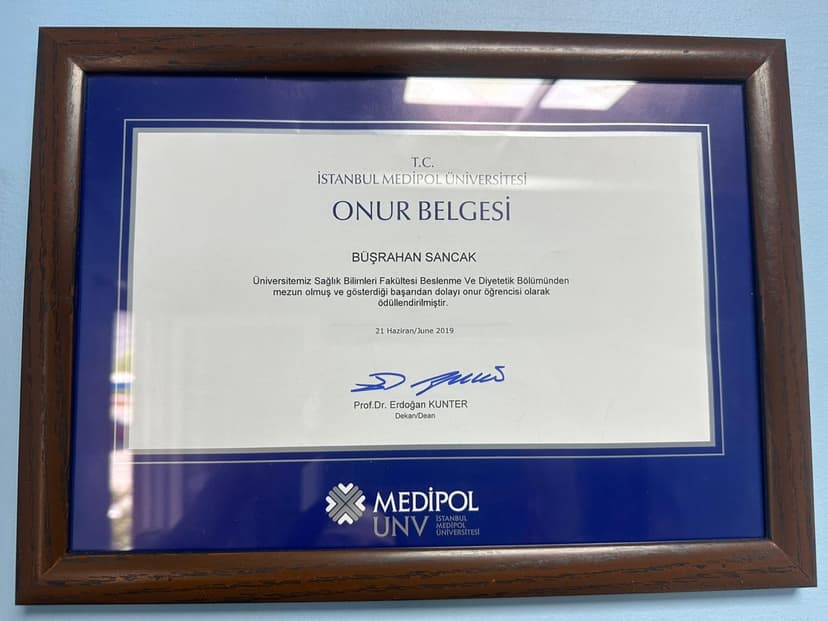 T.C.
İSTANBUL MEDİPOL ÜNİVERSİTESİ
ONUR BELGESİ
BÜŞRAHAN SANCAK
Üniversitemiz Sağlık Bilimleri Fakültesi Beslenme Ve Diyetetik Bölümünden
mezun olmuş ve gösterdiği başarıdan dolayı onur öğrencisi olarak
ödüllendirilmiştir.
21 Haziran/June 2019
Prof.Dr. Erdoğan KUNTER
Dekan/Dean
MEDİPOL
UNV
İSTANBUL
MEDİPOL
ÜNİVERSİTESİ